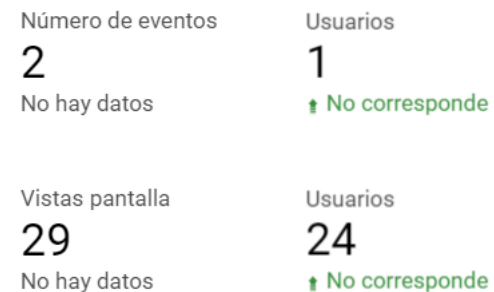 Número de eventos Usuarios
2 1
No hay datos No corresponde
Vistas pantalla Usuarios
29 24
No hay datos No corresponde